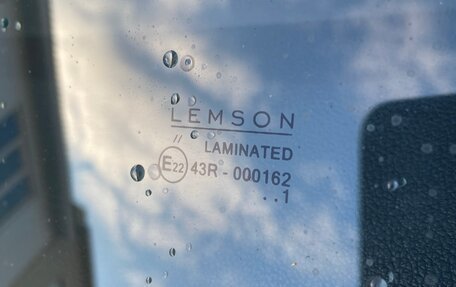 LEMSON
// LAMINATED
E22 43R - 000162
..1